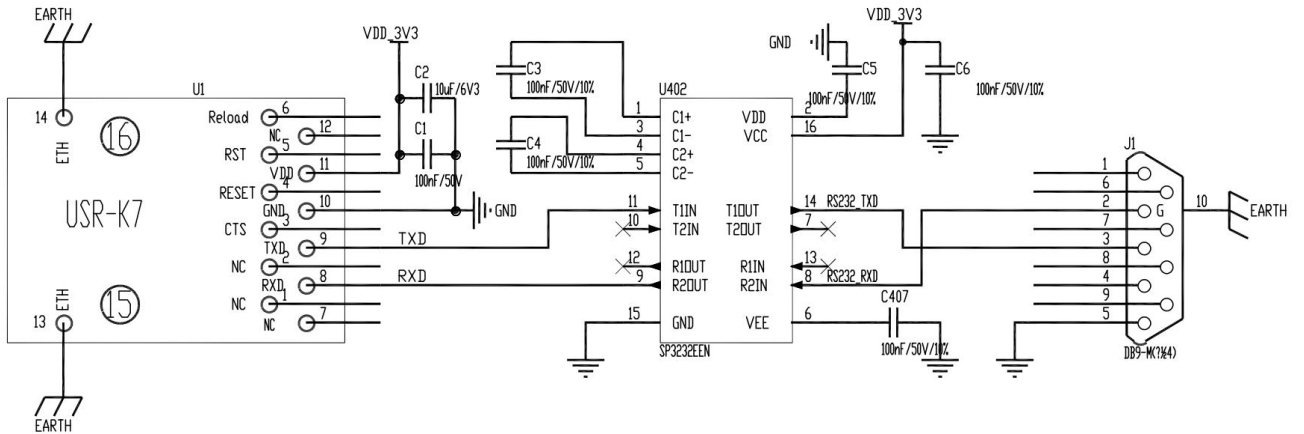 EARTH
14
ETH
16
USR-K7
ETH
15
13
EARTH
U1
Reload 6
NC 12
RST 5
VDD 11
RESET 4
GND 10
CTS 3
TXD 9
NC 2
RXD 8
NC 1
NC 7
VDD_3V3
C2
10uF/6V3
C1
100nF/50V
GND
TXD
RXD
C3
100nF/50V/10%
C4
100nF/50V/10%
U402
1 C1+
3 C1-
4 C2+
5 C2-
11 T1IN
10 T2IN
12 R1OUT
9 R2OUT
15 GND
VDD 2
VCC 16
T1OUT 14 RS232_TXD
T2OUT 7
R1IN 13
R2IN 8 RS232_RXD
VEE 6
SP3232EEN
GND
C5
100nF/50V/10%
VDD_3V3
C6
100nF/50V/10%
C407
100nF/50V/10%
J1
1
6
2
G
7
3
8
4
9
5
10
EARTH
DB9-M(?¼4)